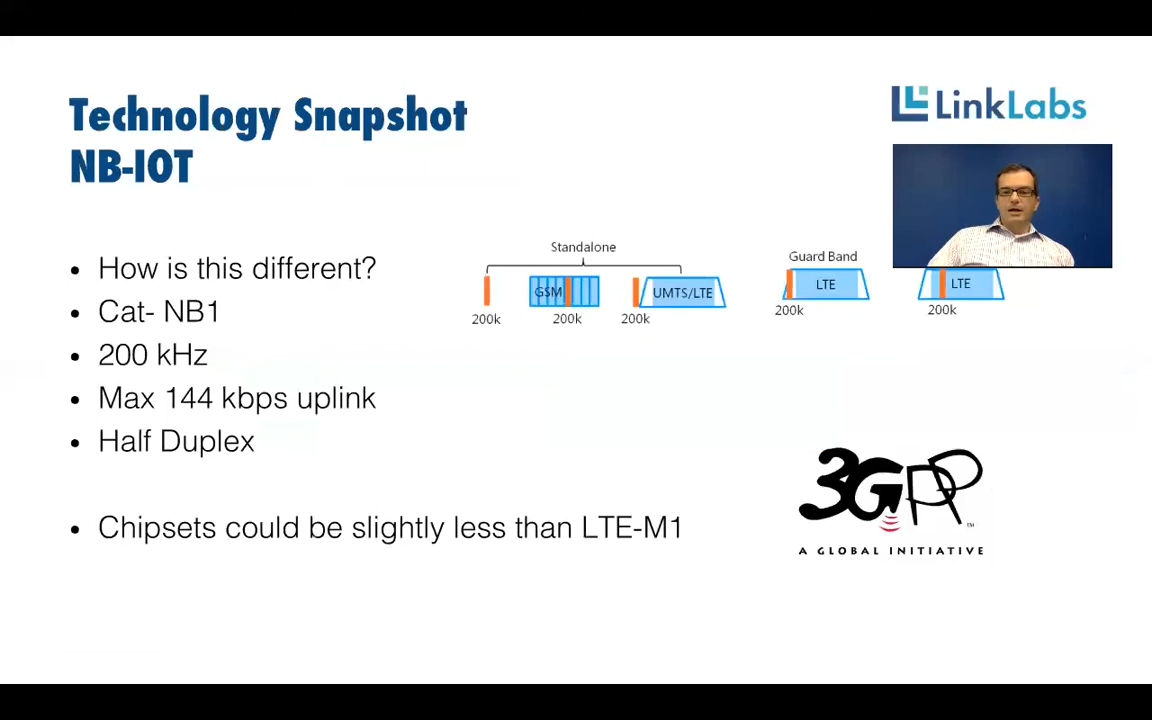 Technology Snapshot
NB-IOT
LinkLabs
• How is this different?
• Cat- NB1
• 200 kHz
• Max 144 kbps uplink
• Half Duplex
• Chipsets could be slightly less than LTE-M1
Standalone
GSM
UMTS/LTE
200k
200k
200k
Guard Band
LTE
200k
LTE
200k
3GPP
™
A GLOBAL INITIATIVE